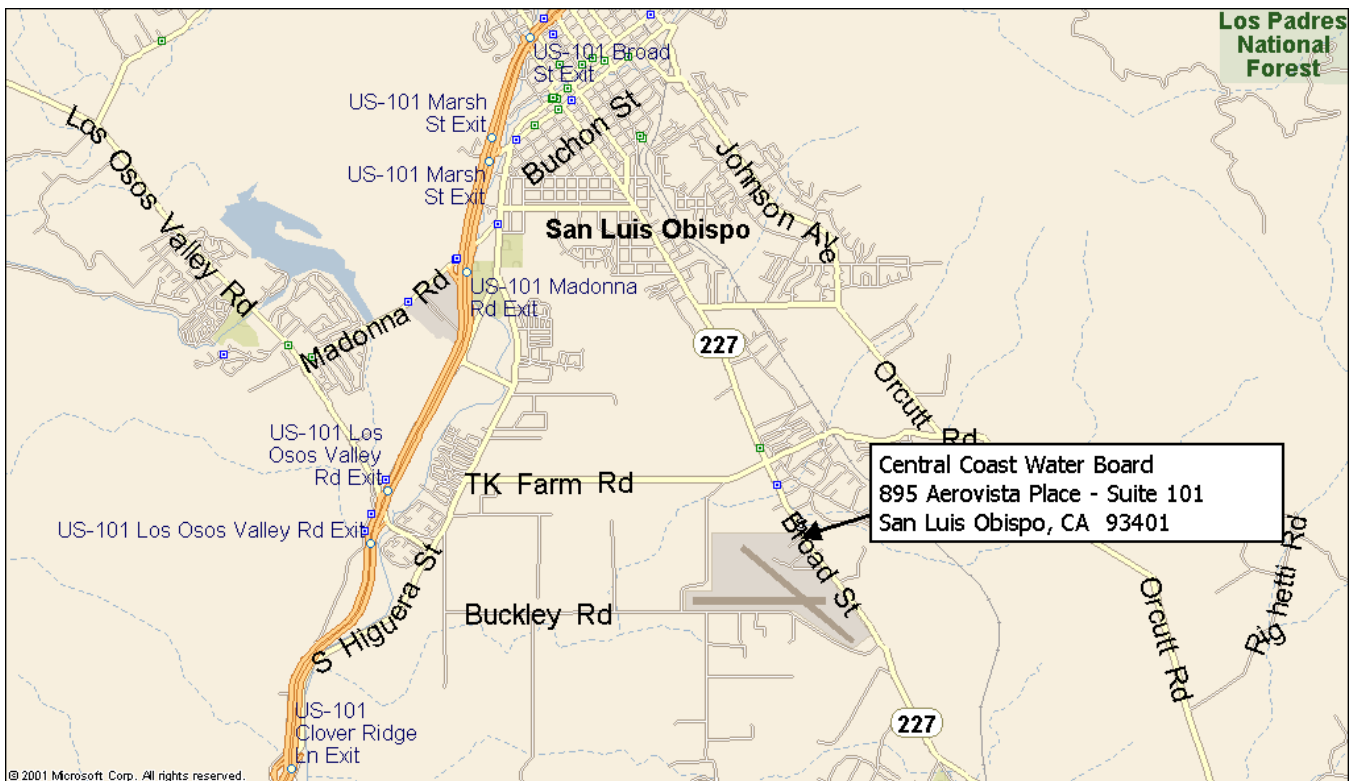 Los Padres
National
Forest
US-101 Broad
St Exit
US-101 Marsh
St Exit
Buchon St
Los Osos Valley Rd
US-101 Marsh
St Exit
Johnson Ave
San Luis Obispo
US-101 Madonna
Rd Exit
Madonna Rd
227
Orcutt Rd
US-101 Los
Osos Valley
Rd Exit
TK Farm Rd
Central Coast Water Board
895 Aerovista Place - Suite 101
San Luis Obispo, CA 93401
US-101 Los Osos Valley Rd Exit
Broad St
S Higuera St
Buckley Rd
Righetti Rd
Orcutt Rd
US-101
Clover Ridge
Ln Exit
227
© 2001 Microsoft Corp. All rights reserved.